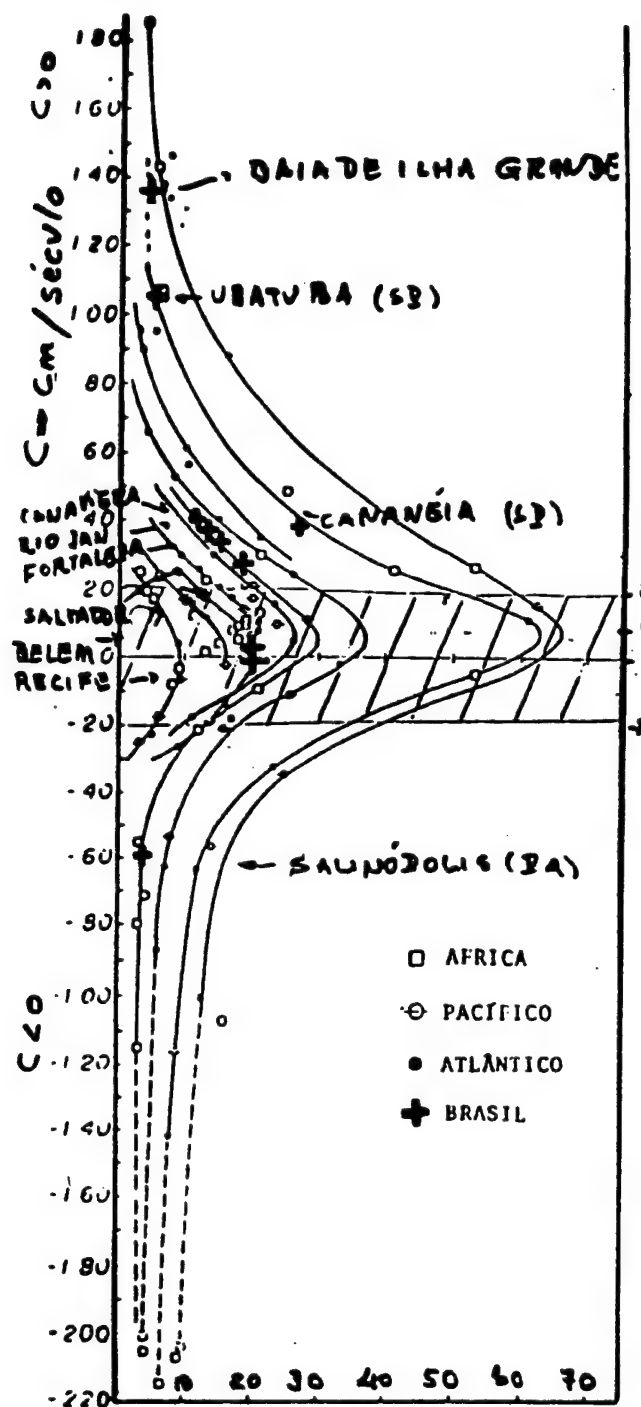 C>0
180
160
140
BAIA DE ILHA GRANDE
120
UBATUBA (SP)
100
C= Cm/século
80
60
CANANÉIA
40
CANANÉIA (SP)
RIO JAN
FORTALEZA
20
SALVADOR
BELEM
0
RECIFE
-20
-40
-60
SALINÓPOLIS (PA)
-80
□ AFRICA
-100
C<0
PACÍFICO
-120
● ATLÂNTICO
-140
✚ BRASIL
-160
-180
-200
-220
10 20 30 40 50 60 70